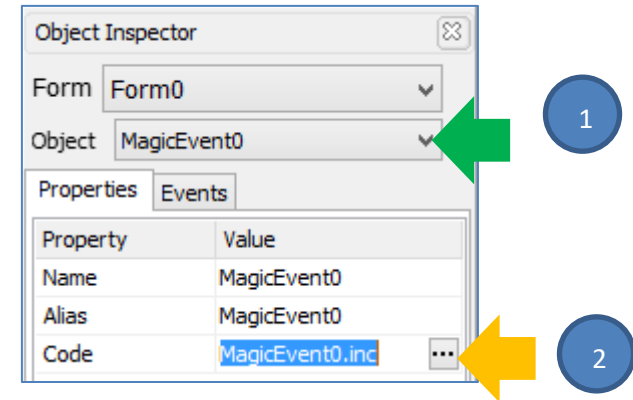 Object Inspector
Form Form0
1
Object MagicEvent0
Properties Events
Property Value
Name MagicEvent0
Alias MagicEvent0
Code MagicEvent0.inc ...
2